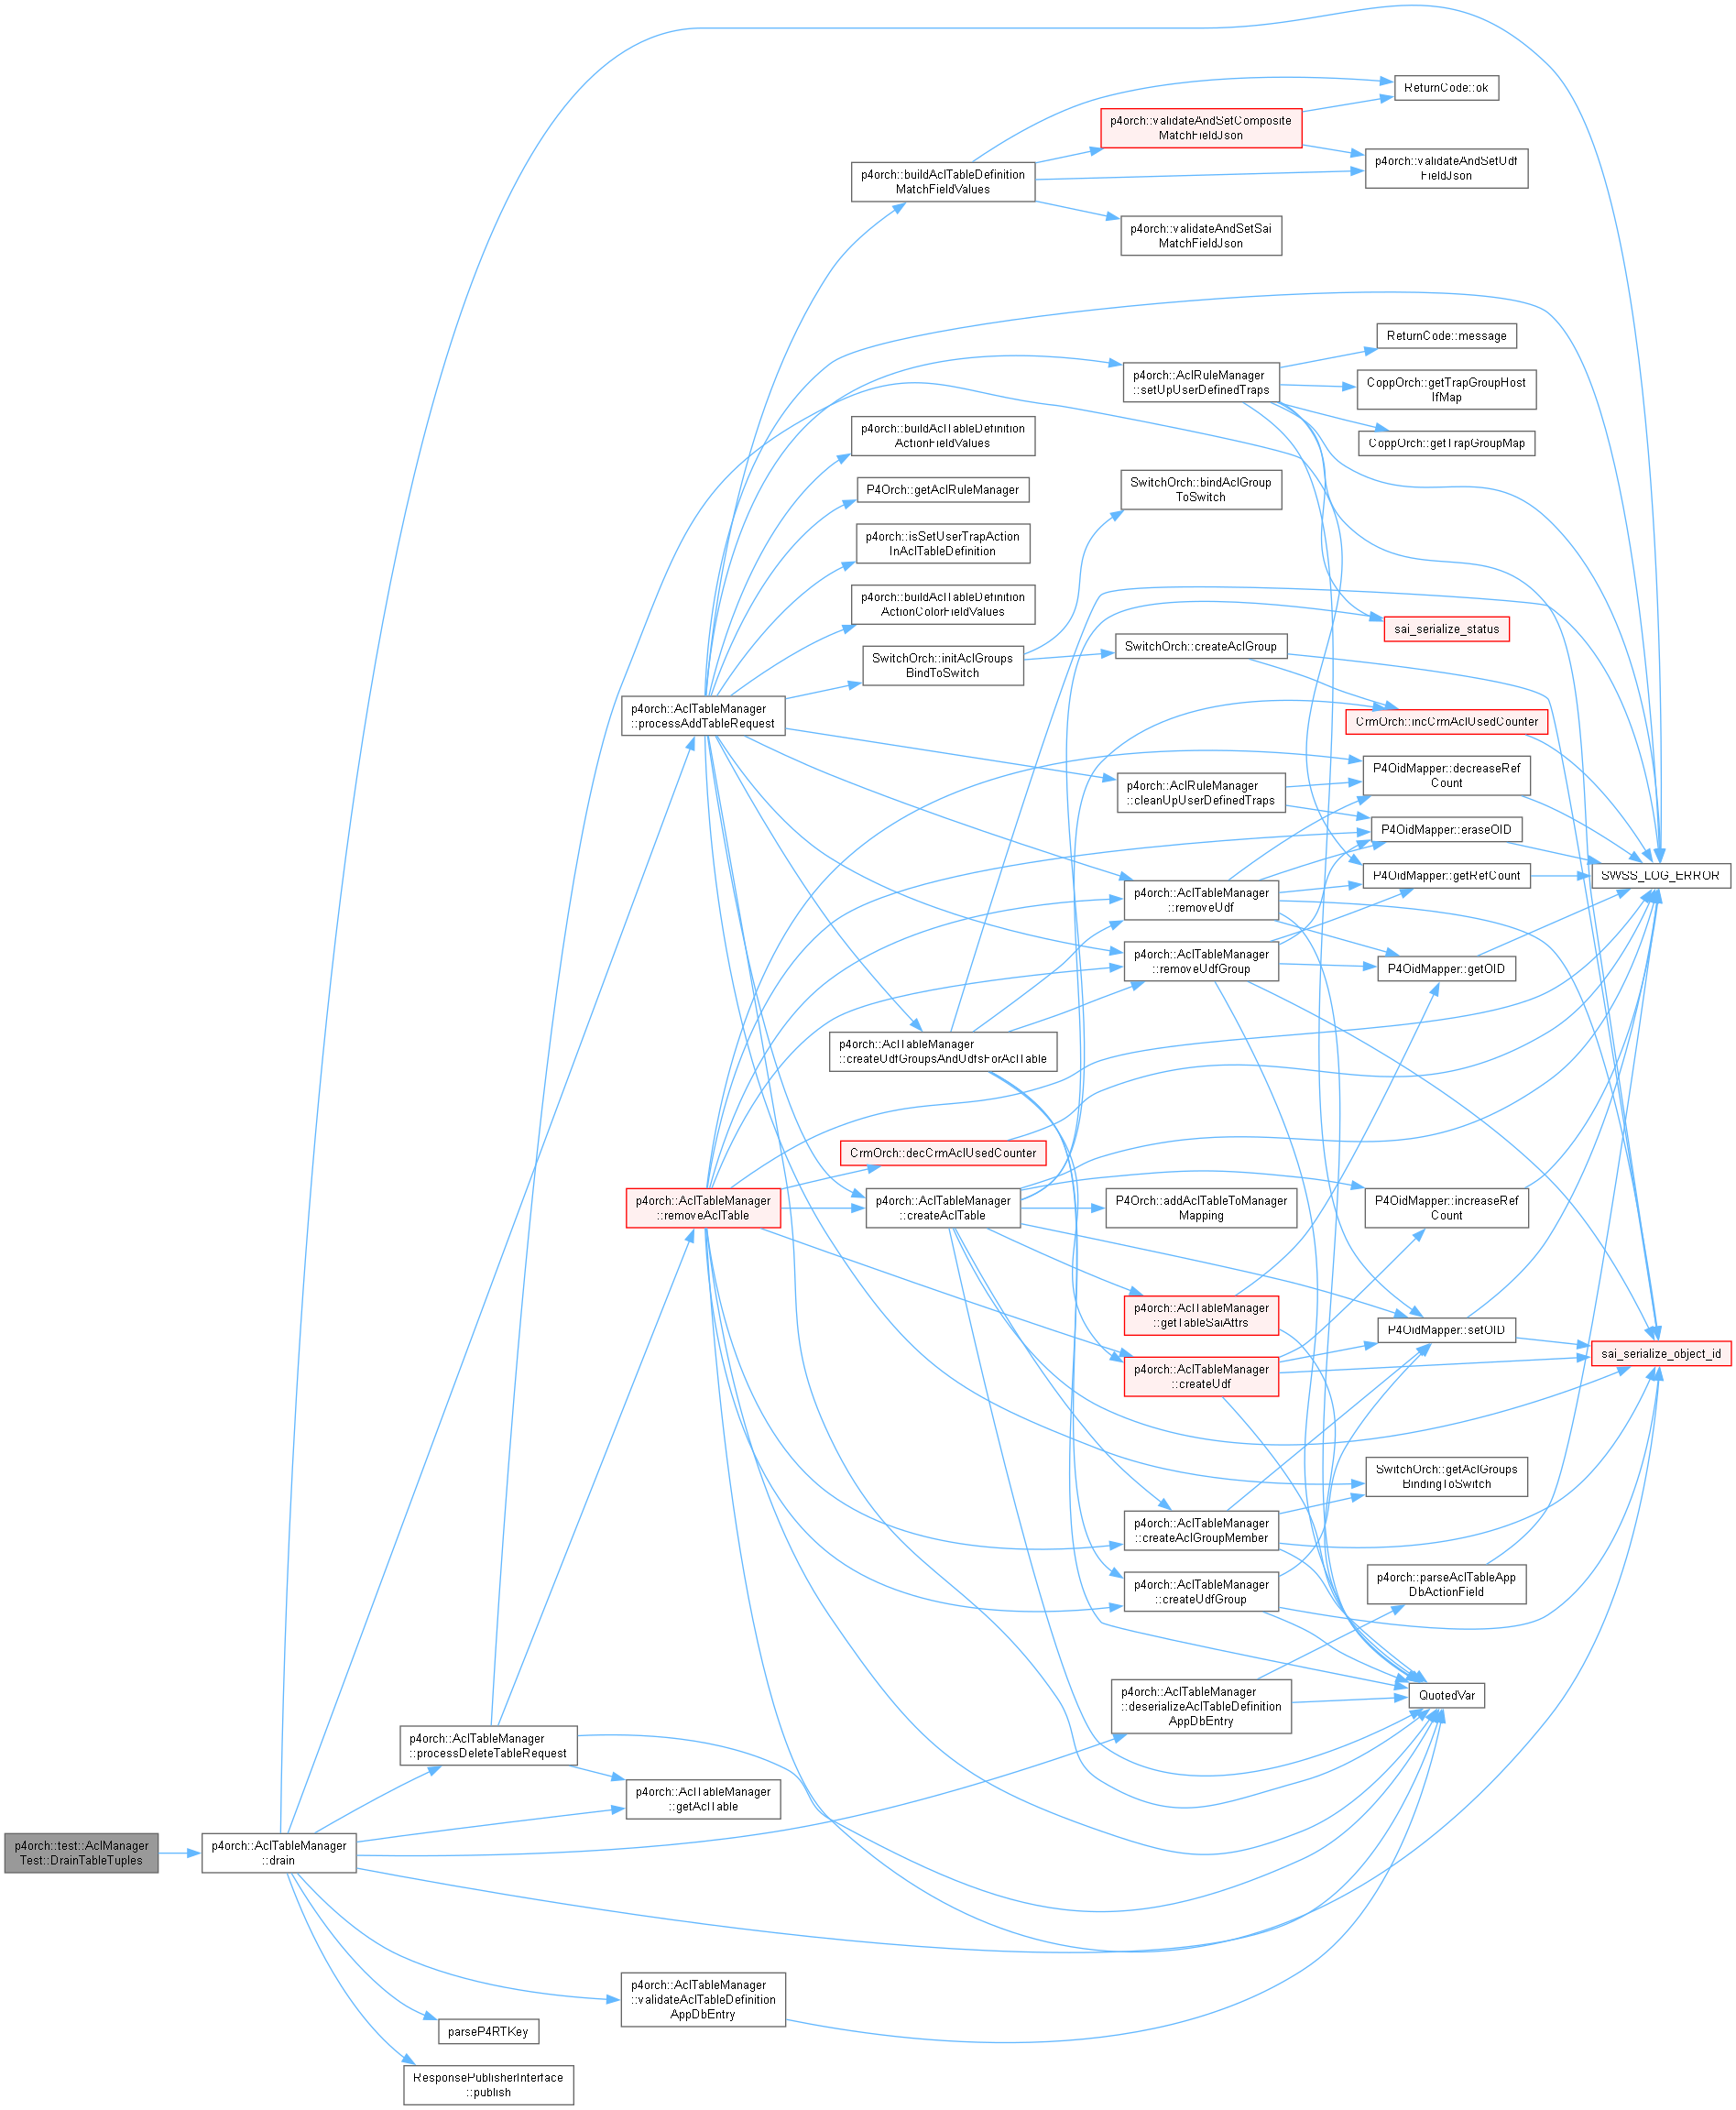 ReturnCode::ok
p4orch::validateAndSetComposite
MatchFieldJson
p4orch::validateAndSetUdf
FieldJson
p4orch::buildAclTableDefinition
MatchFieldValues
p4orch::validateAndSetSai
MatchFieldJson
ReturnCode::message
p4orch::AclRuleManager
::setUpUserDefinedTraps
CoppOrch::getTrapGroupHost
IfMap
CoppOrch::getTrapGroupMap
p4orch::buildAclTableDefinition
ActionFieldValues
P4Orch::getAclRuleManager
SwitchOrch::bindAclGroup
ToSwitch
p4orch::isSetUserTrapAction
InAclTableDefinition
p4orch::buildAclTableDefinition
ActionColorFieldValues
sai_serialize_status
SwitchOrch::createAclGroup
SwitchOrch::initAclGroups
BindToSwitch
p4orch::AclTableManager
::processAddTableRequest
CrmOrch::incCrmAclUsedCounter
P4OidMapper::decreaseRef
Count
p4orch::AclRuleManager
::cleanUpUserDefinedTraps
P4OidMapper::eraseOID
P4OidMapper::getRefCount
SWSS_LOG_ERROR
p4orch::AclTableManager
::removeUdf
p4orch::AclTableManager
::removeUdfGroup
P4OidMapper::getOID
p4orch::AclTableManager
::createUdfGroupsAndUdfsForAclTable
CrmOrch::decCrmAclUsedCounter
p4orch::AclTableManager
::removeAclTable
p4orch::AclTableManager
::createAclTable
P4Orch::addAclTableToManager
Mapping
P4OidMapper::increaseRef
Count
p4orch::AclTableManager
::getTableSaiAttrs
P4OidMapper::setOID
sai_serialize_object_id
p4orch::AclTableManager
::createUdf
SwitchOrch::getAclGroups
BindingToSwitch
p4orch::AclTableManager
::createAclGroupMember
p4orch::parseAclTableApp
DbActionField
p4orch::AclTableManager
::createUdfGroup
p4orch::AclTableManager
::deserializeAclTableDefinition
AppDbEntry
QuotedVar
p4orch::AclTableManager
::processDeleteTableRequest
p4orch::AclTableManager
::getAclTable
p4orch::test::AclManager
Test::DrainTableTuples
p4orch::AclTableManager
::drain
p4orch::AclTableManager
::validateAclTableDefinition
AppDbEntry
parseP4RTKey
ResponsePublisherInterface
::publish